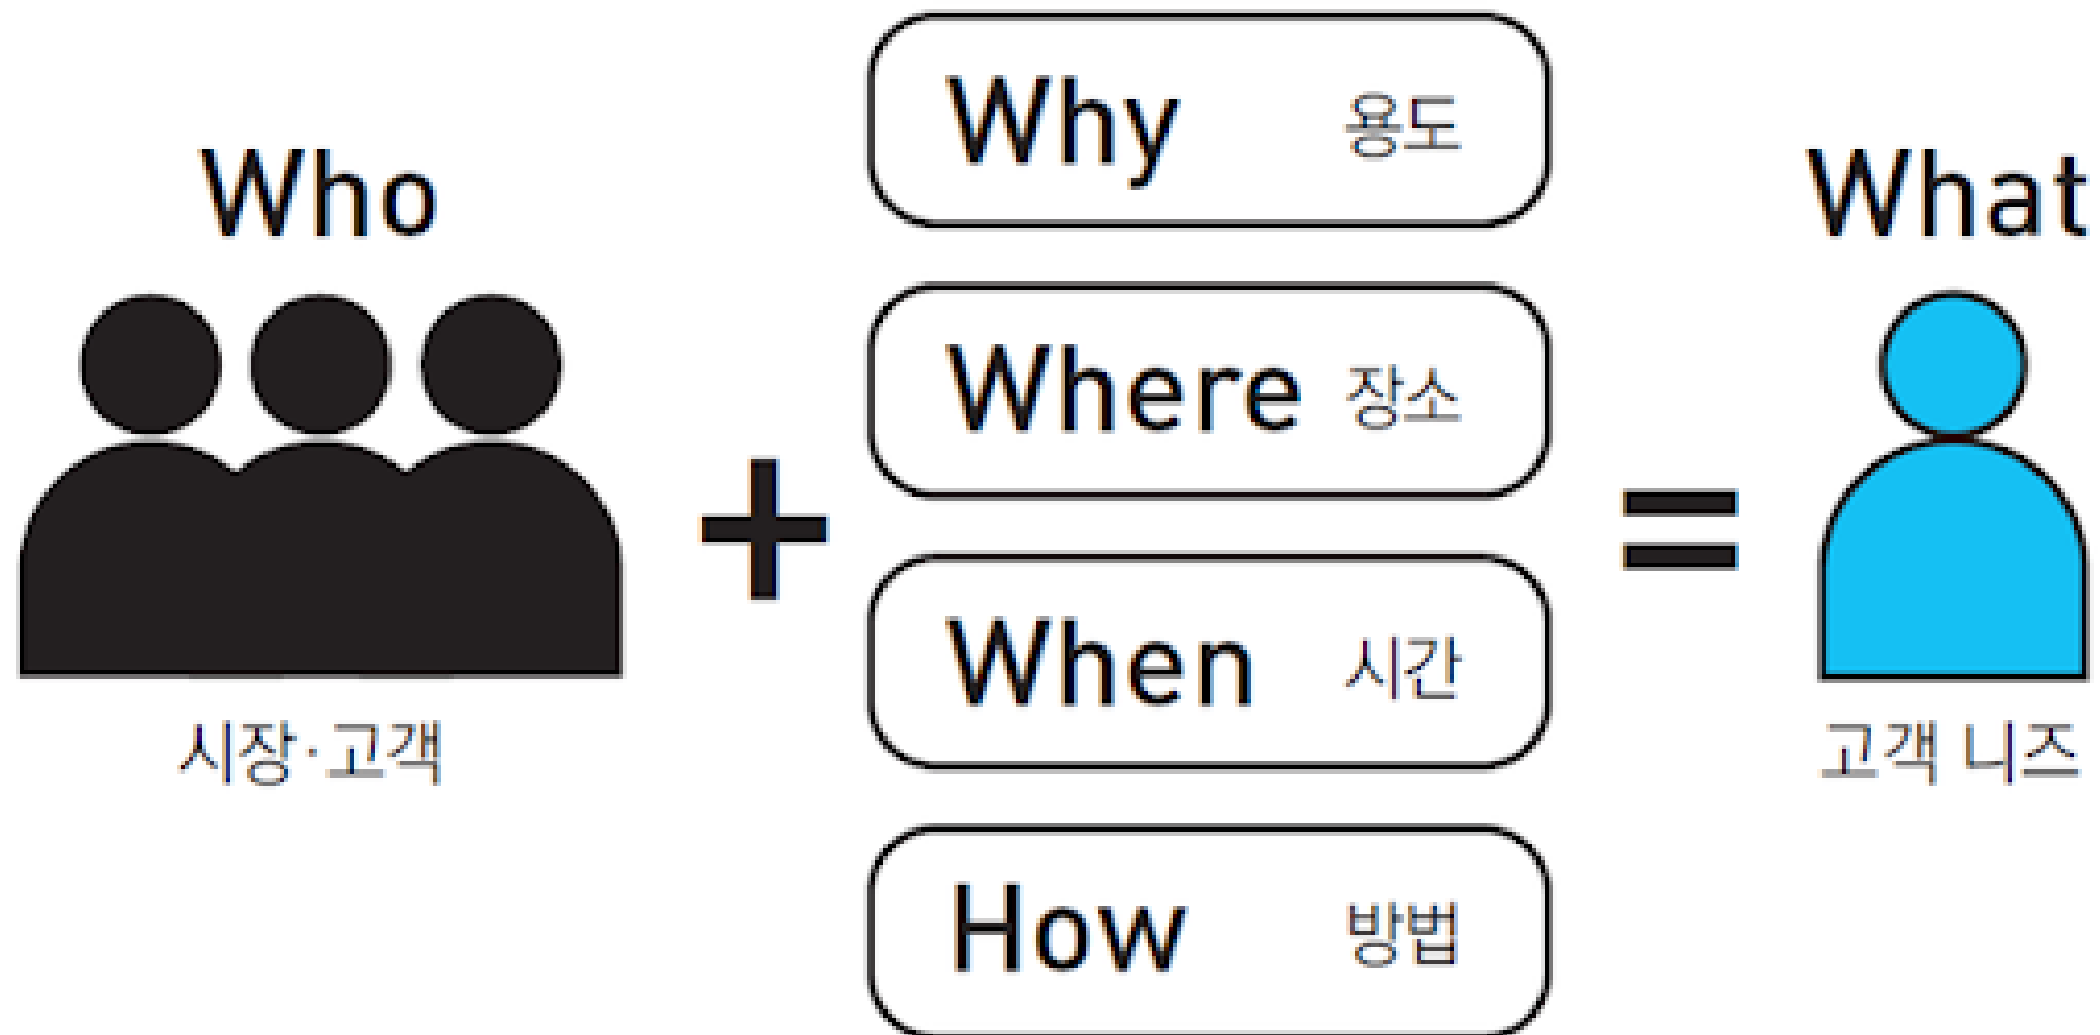 Who
시장·고객
+
Why 용도
Where 장소
When 시간
How 방법
=
What
고객 니즈